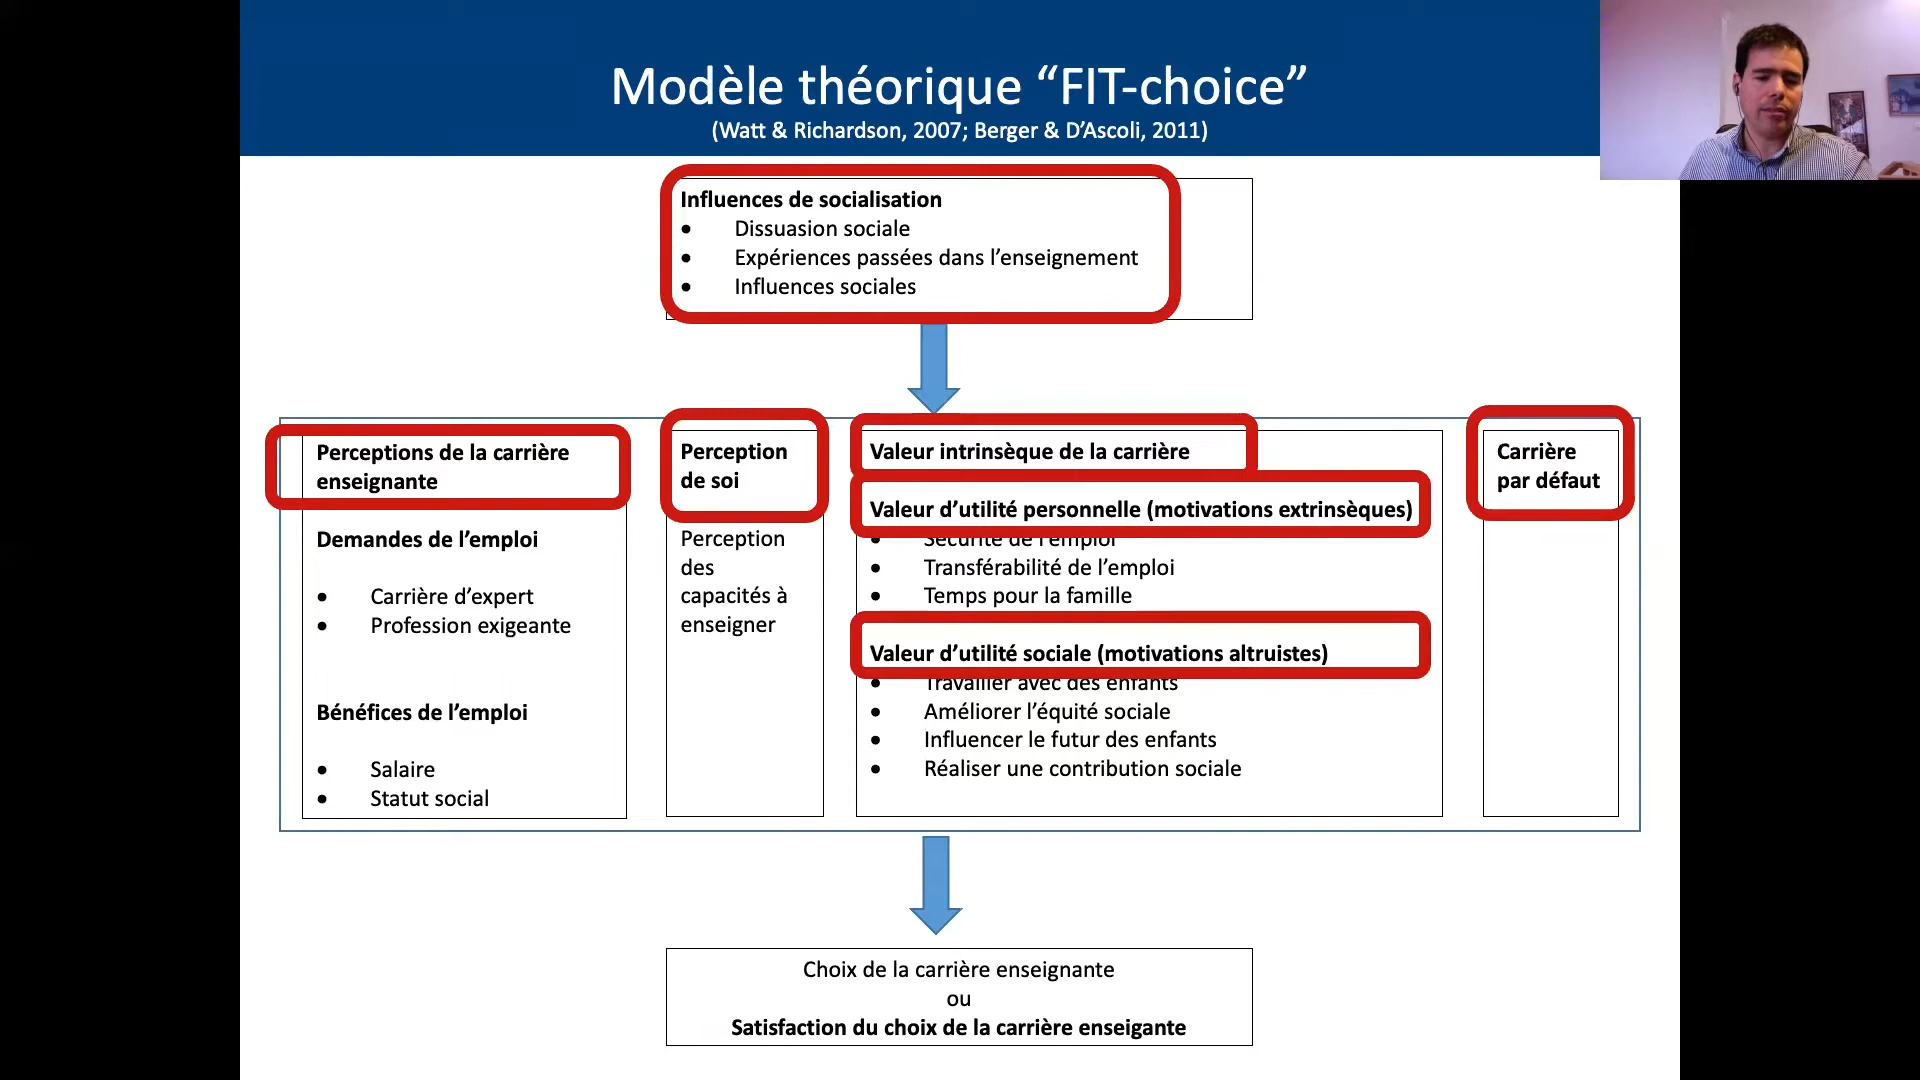 Modèle théorique “FIT-choice”
(Watt & Richardson, 2007; Berger & D’Ascoli, 2011)
Influences de socialisation
• Dissuasion sociale
• Expériences passées dans l’enseignement
• Influences sociales
Perceptions de la carrière
enseignante
Demandes de l’emploi
• Carrière d’expert
• Profession exigeante
Bénéfices de l’emploi
• Salaire
• Statut social
Perception
de soi
Perception
des
capacités à
enseigner
Valeur intrinsèque de la carrière
Valeur d’utilité personnelle (motivations extrinsèques)
• Sécurité de l’emploi
• Transférabilité de l’emploi
• Temps pour la famille
Valeur d’utilité sociale (motivations altruistes)
• Travailler avec des enfants
• Améliorer l’équité sociale
• Influencer le futur des enfants
• Réaliser une contribution sociale
Carrière
par défaut
Choix de la carrière enseignante
ou
Satisfaction du choix de la carrière enseigante